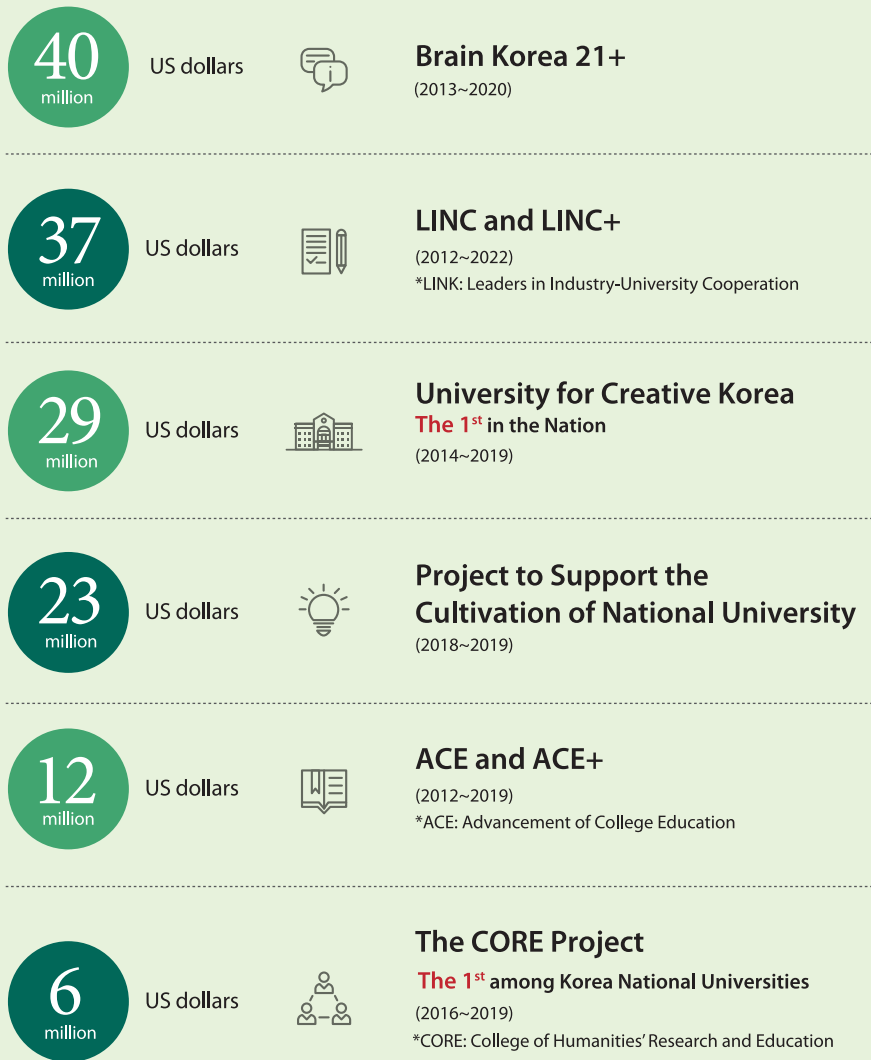 40
million
US dollars
Brain Korea 21+
(2013~2020)
37
million
US dollars
LINC and LINC+
(2012~2022)
*LINK: Leaders in Industry-University Cooperation
29
million
US dollars
University for Creative Korea
The 1st in the Nation
(2014~2019)
23
million
US dollars
Project to Support the
Cultivation of National University
(2018~2019)
12
million
US dollars
ACE and ACE+
(2012~2019)
*ACE: Advancement of College Education
6
million
US dollars
The CORE Project
The 1st among Korea National Universities
(2016~2019)
*CORE: College of Humanities' Research and Education